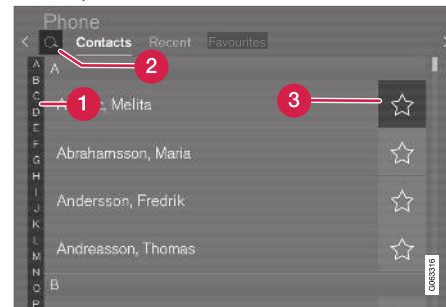 Phone
Contacts Recent Favourites
2
A
A
B
C
D
E
F
G
H
I
J
K
L
M
N
O
P
1
Melita
3
Abrahamsson, Maria
Andersson, Fredrik
Andreasson, Thomas
B
G063316